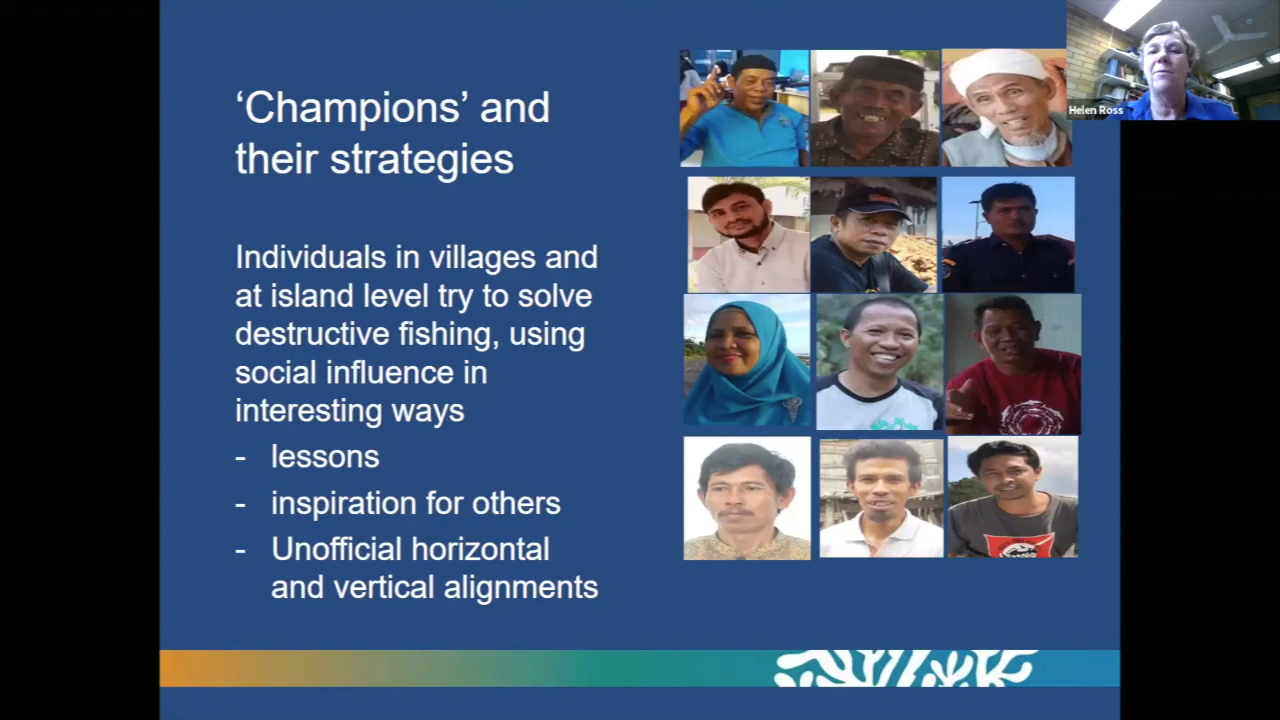 ‘Champions’ and
their strategies
Individuals in villages and
at island level try to solve
destructive fishing, using
social influence in
interesting ways
- lessons
- inspiration for others
- Unofficial horizontal
and vertical alignments
Helen Ross